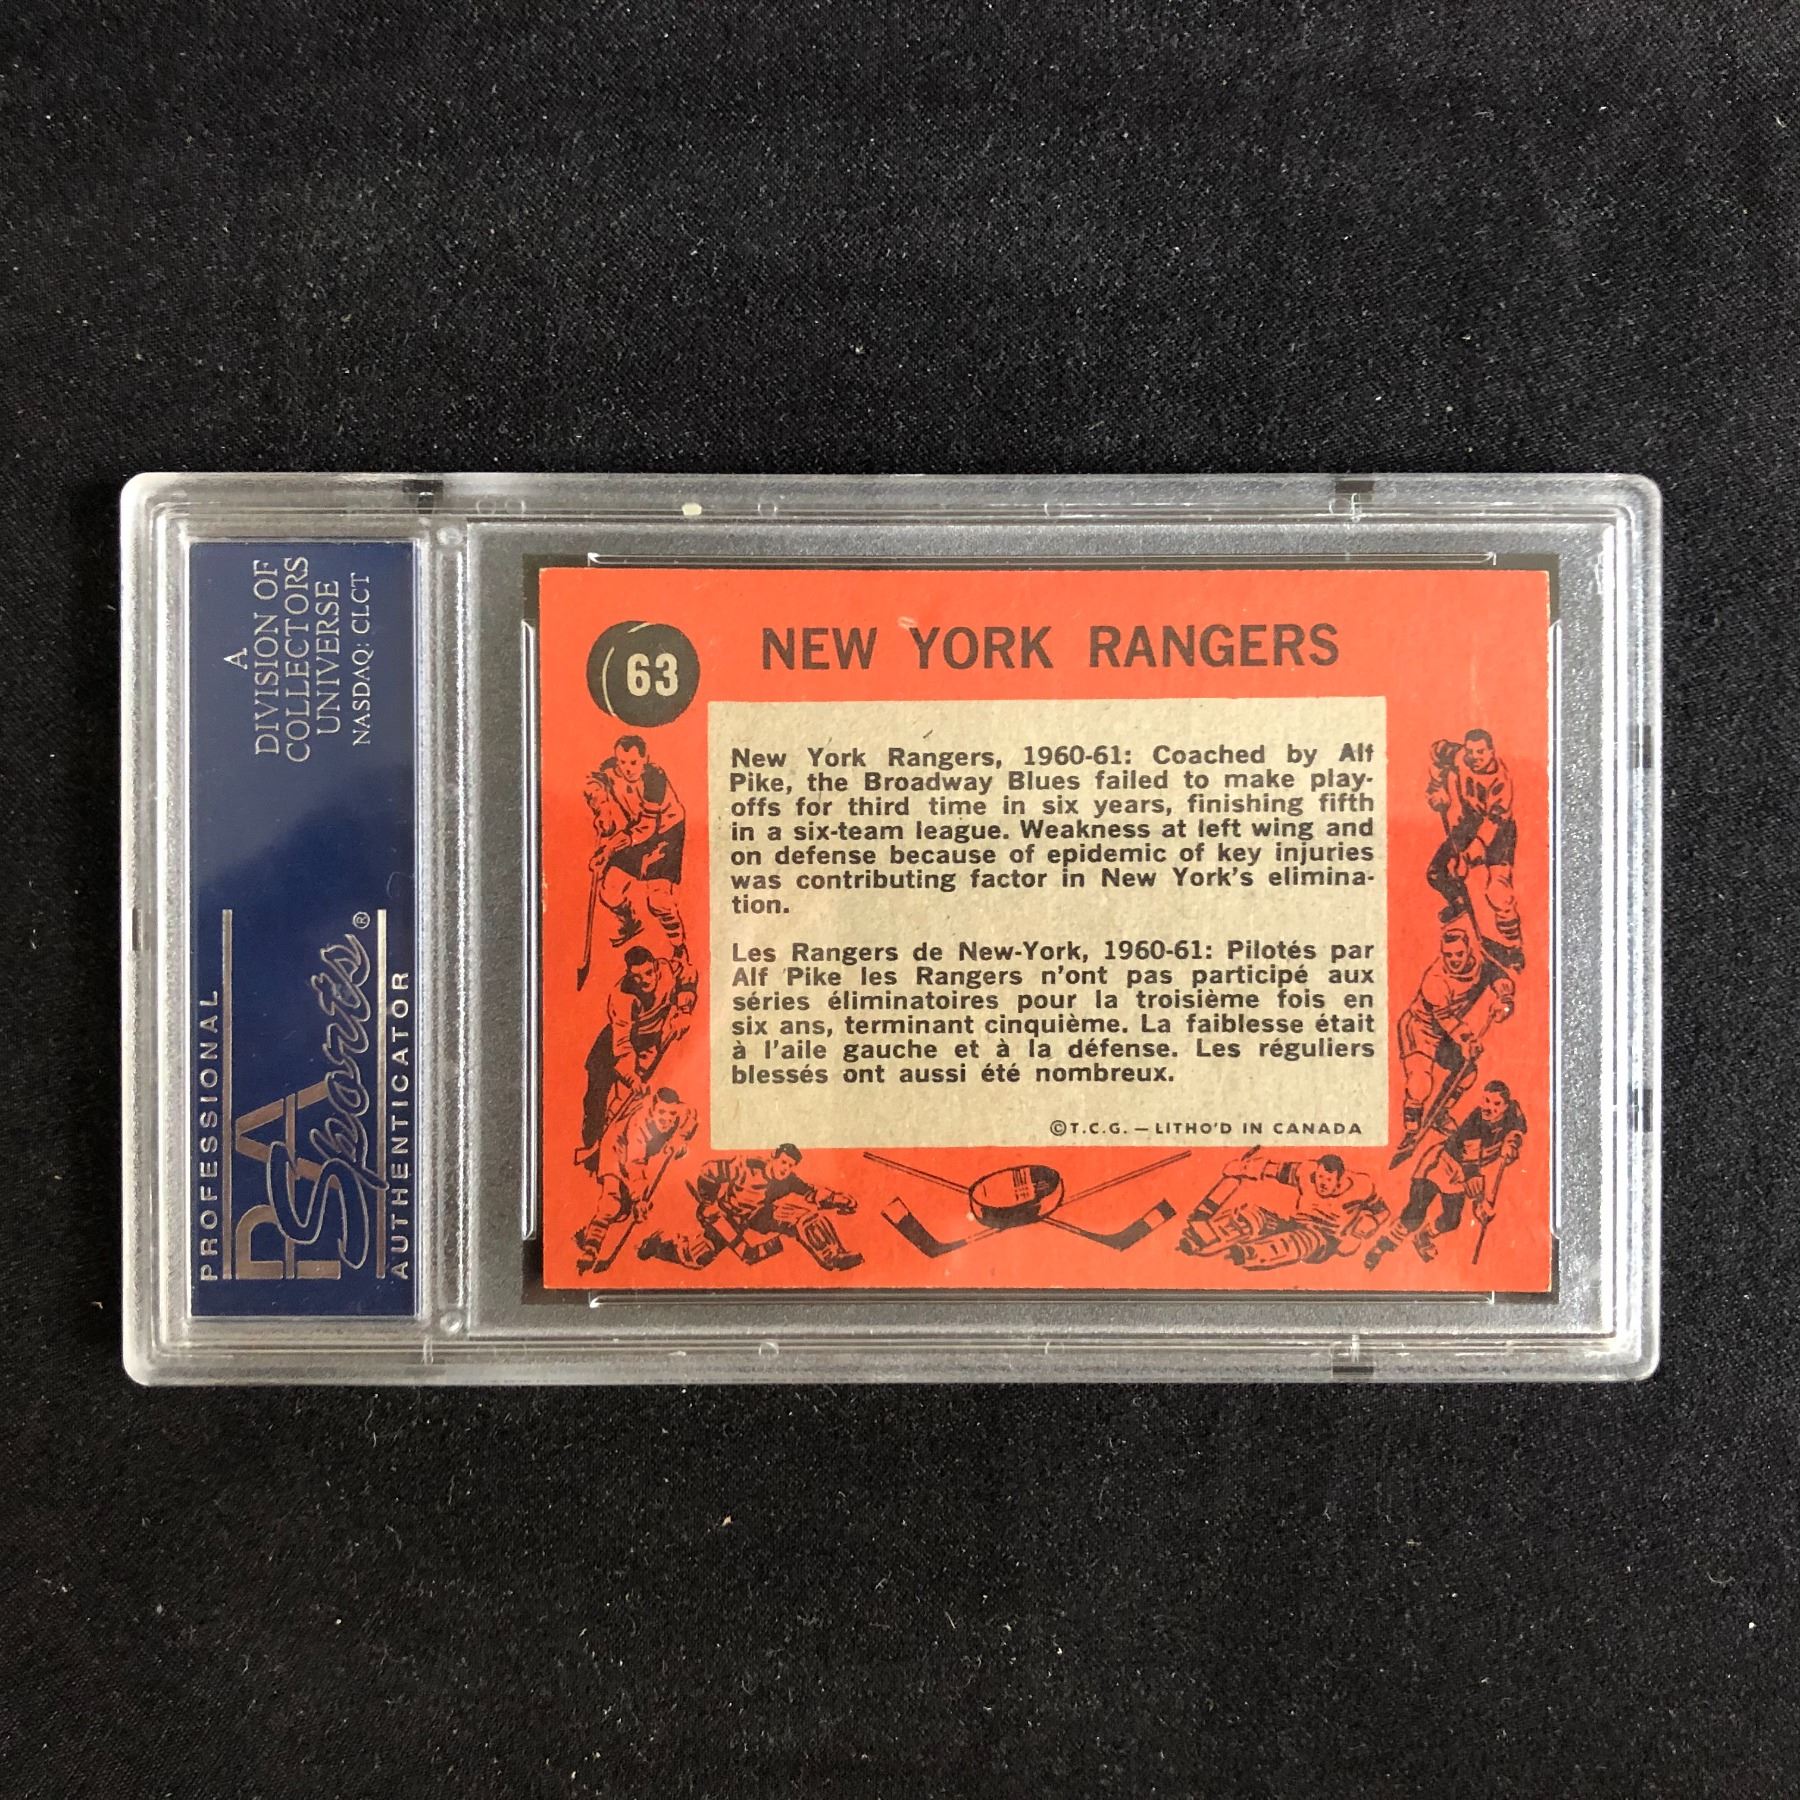 A
DIVISION OF
COLLECTORS
UNIVERSE
NASDAQ: CLCT
PROFESSIONAL
PSA
Sports®
AUTHENTICATOR
63
NEW YORK RANGERS
New York Rangers, 1960-61: Coached by Alf
Pike, the Broadway Blues failed to make play-
offs for third time in six years, finishing fifth
in a six-team league. Weakness at left wing and
on defense because of epidemic of key injuries
was contributing factor in New York's elimina-
tion.
Les Rangers de New-York, 1960-61: Pilotés par
Alf Pike les Rangers n'ont pas participé aux
séries éliminatoires pour la troisième fois en
six ans, terminant cinquième. La faiblesse était
à l'aile gauche et à la défense. Les réguliers
blessés ont aussi été nombreux.
©T.C.G. — LITHO'D IN CANADA